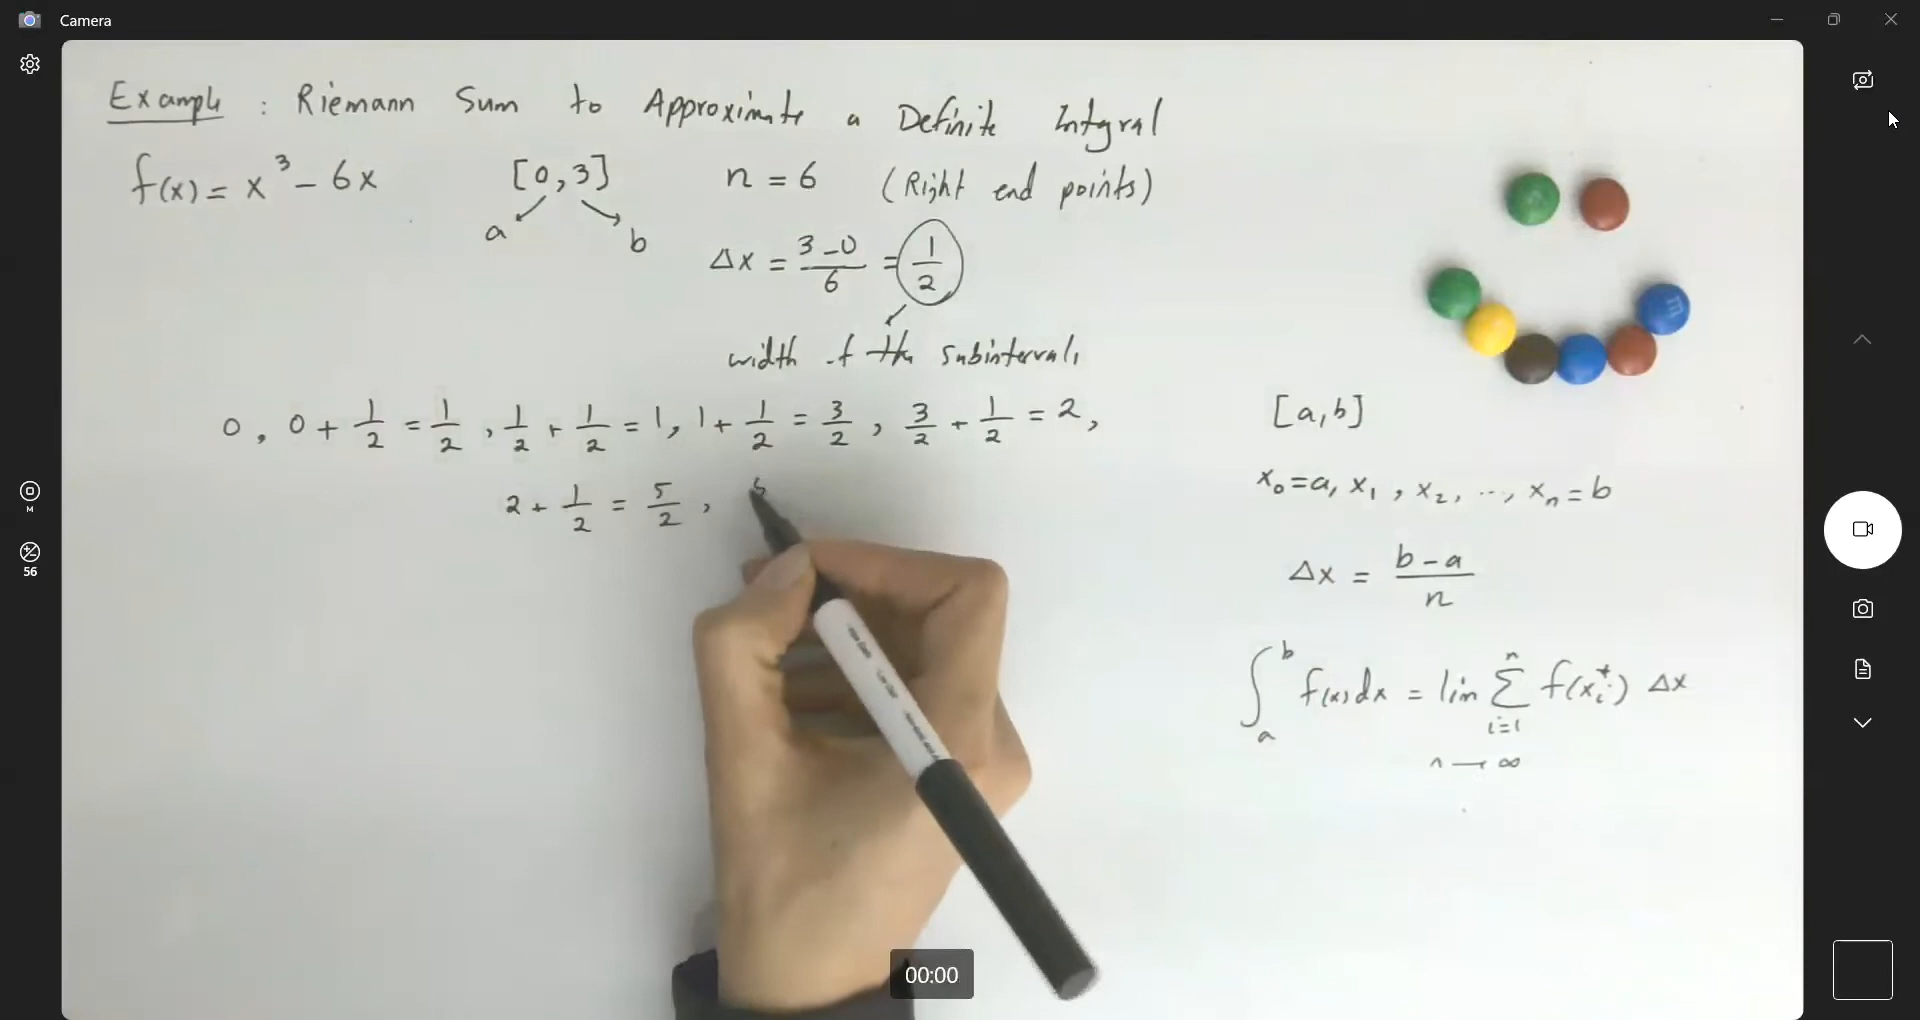 Camera
Example : Riemann Sum to Approximate a Definite Integral
f(x) = x³ - 6x [0,3] n = 6 (Right end points)
a b
Δx = (3-0)/6 = 1/2
width of the subintervals
0, 0 + 1/2 = 1/2, 1/2 + 1/2 = 1, 1 + 1/2 = 3/2, 3/2 + 1/2 = 2,
2 + 1/2 = 5/2, 5
[a,b]
x₀=a, x₁, x₂, ..., xₙ=b
Δx = (b-a)/n
∫ₐᵇ f(x)dx = lim n→∞ Σᵢ₌₁ⁿ f(xᵢ*) Δx
M
56
00:00
m